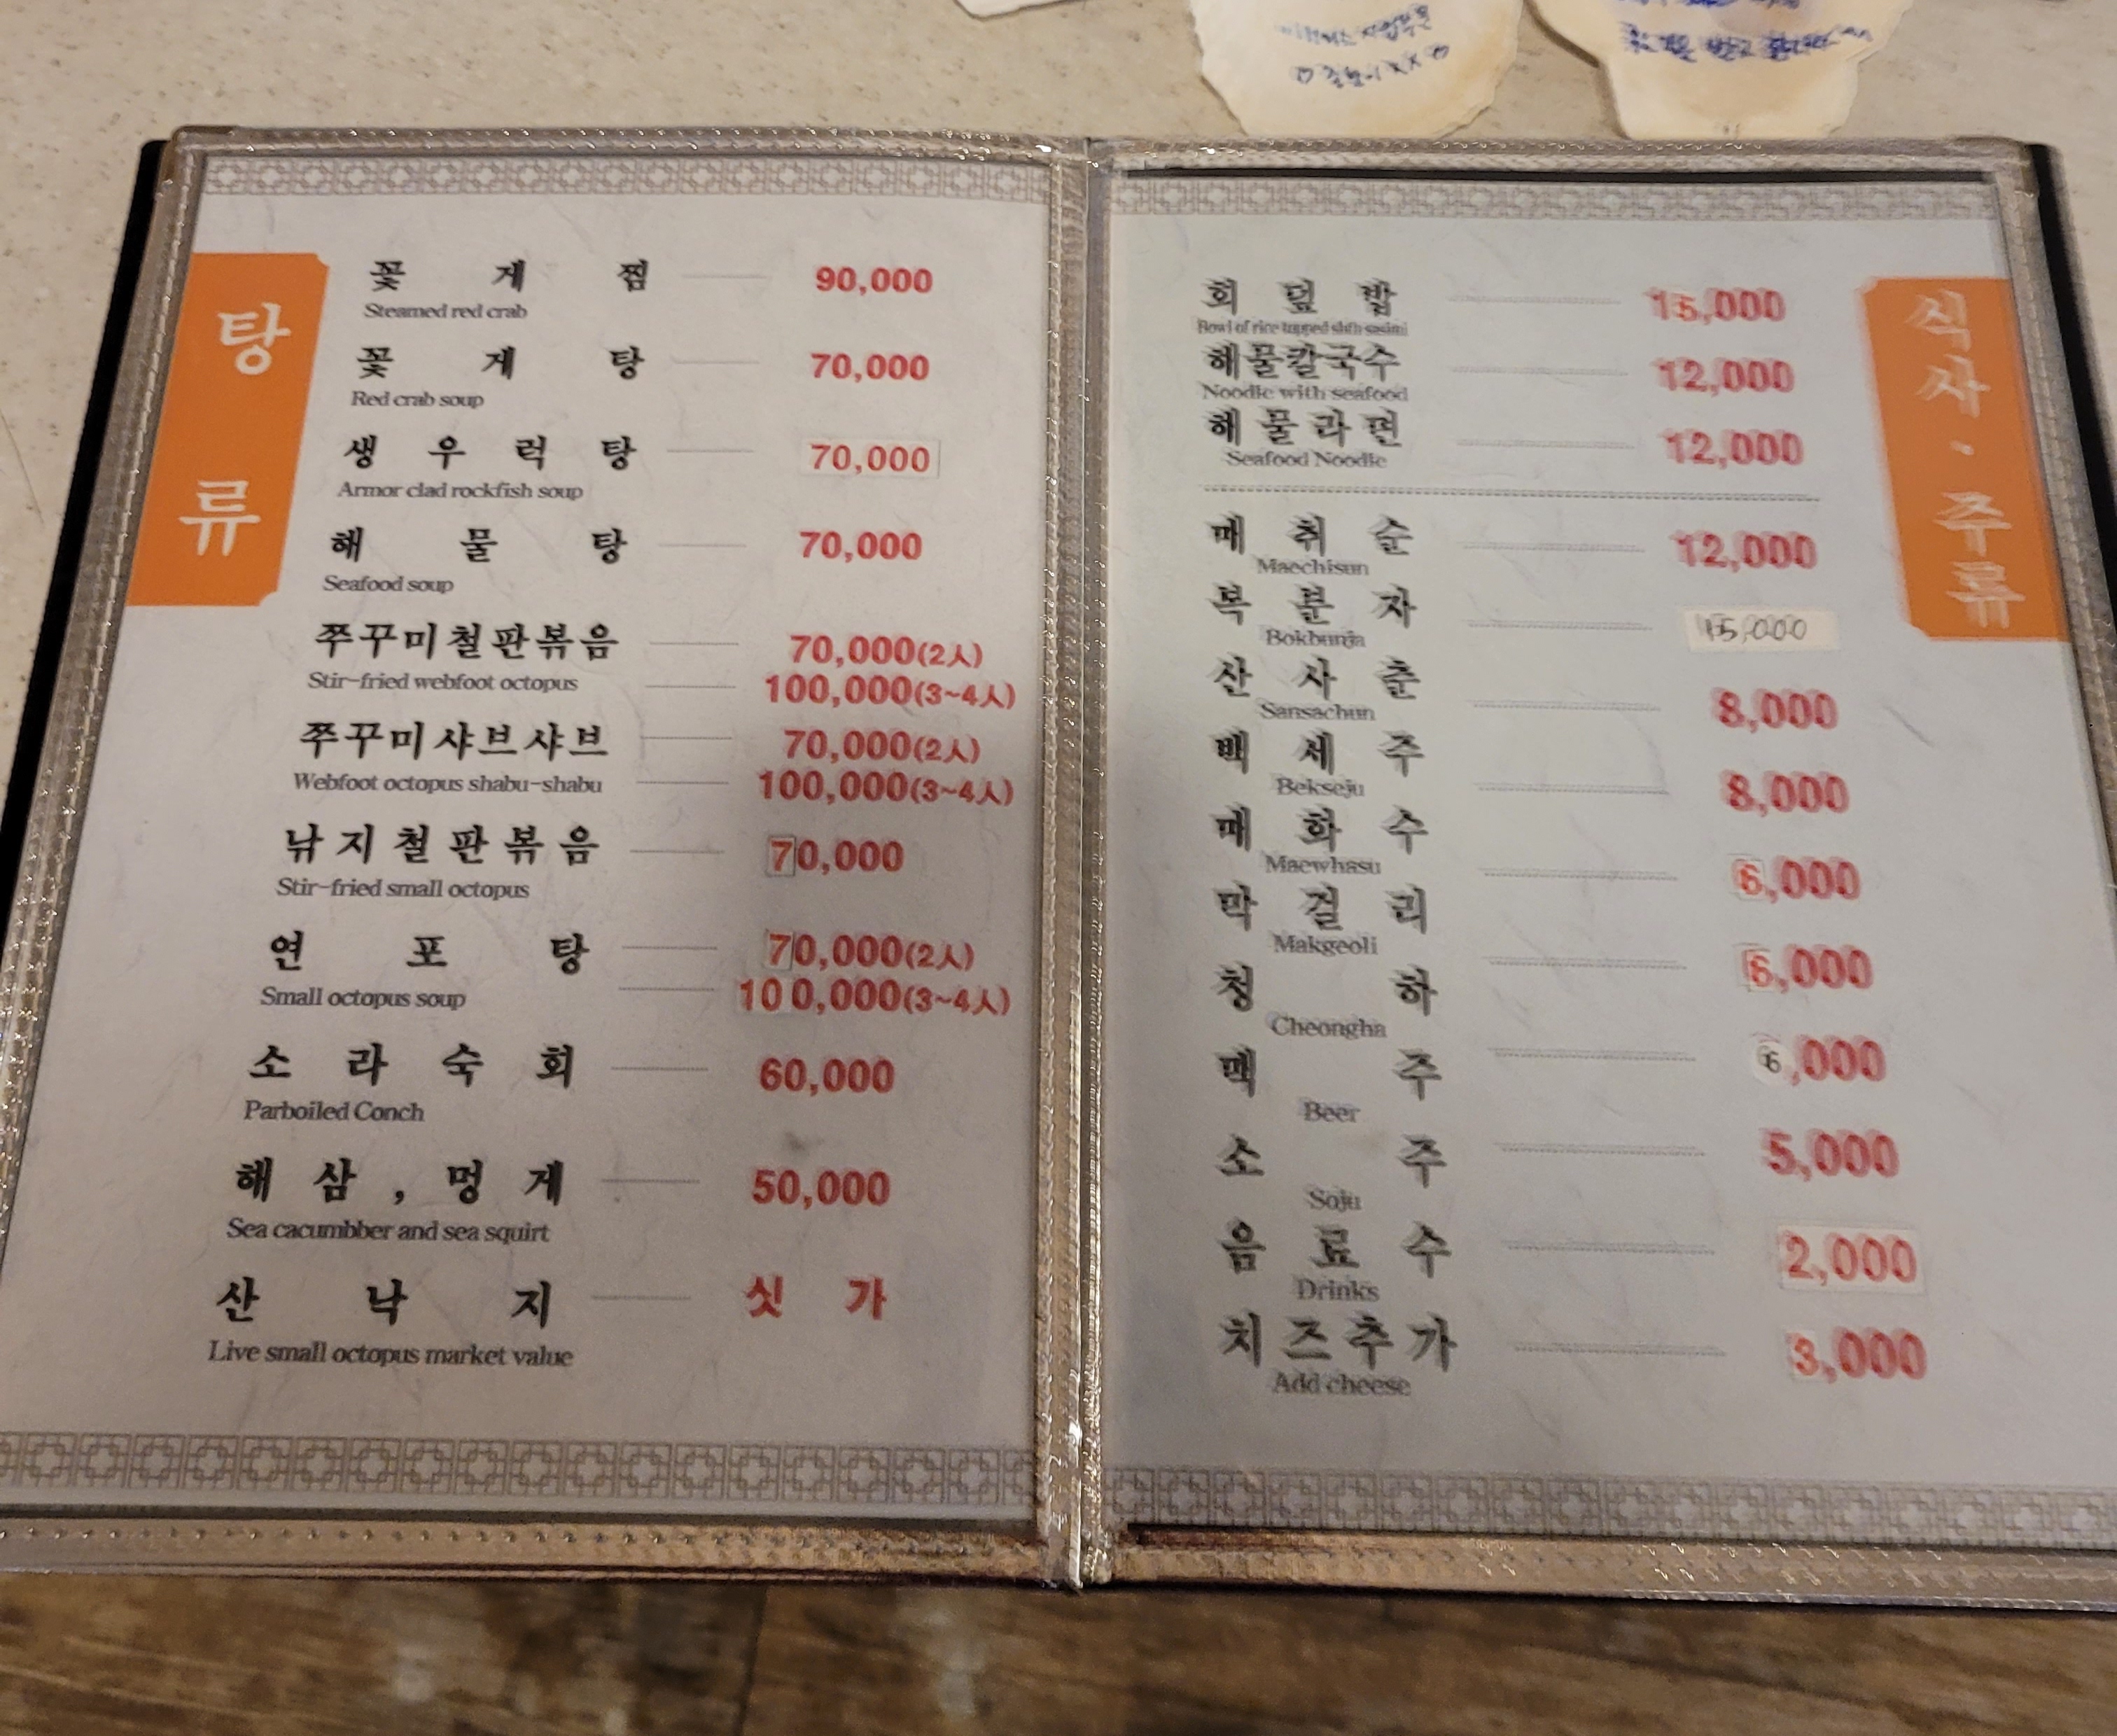 탕류
꽃게찜 90,000
Steamed red crab
꽃게탕 70,000
Red crab soup
생우럭탕 70,000
Armor clad rockfish soup
해물탕 70,000
Seafood soup
쭈꾸미철판볶음 70,000(2人)
Stir-fried webfoot octopus 100,000(3~4人)
쭈꾸미샤브샤브 70,000(2人)
Webfoot octopus shabu-shabu 100,000(3~4人)
낚지철판볶음 70,000
Stir-fried small octopus
연포탕 70,000(2人)
Small octopus soup 100,000(3~4人)
소라숙회 60,000
Parboiled Conch
해삼, 멍게 50,000
Sea cacumbber and sea squirt
산낙지 싯가
Live small octopus market value
식사·주류
회덮밥 15,000
Bowl of rice topped sasimi
해물칼국수 12,000
Noodle with seafood
해물라면 12,000
Seafood Noodle
매취순 12,000
Maechisun
복분자 15,000
Bokbunja
산사춘 8,000
Sansachun
백세주 8,000
Bekseju
매화수 6,000
Maewhasu
막걸리 6,000
Makgeoli
청하 6,000
Cheongha
맥주 5,000
Beer
소주
Soju
음료수 2,000
Drinks
치즈추가 3,000
Add cheese